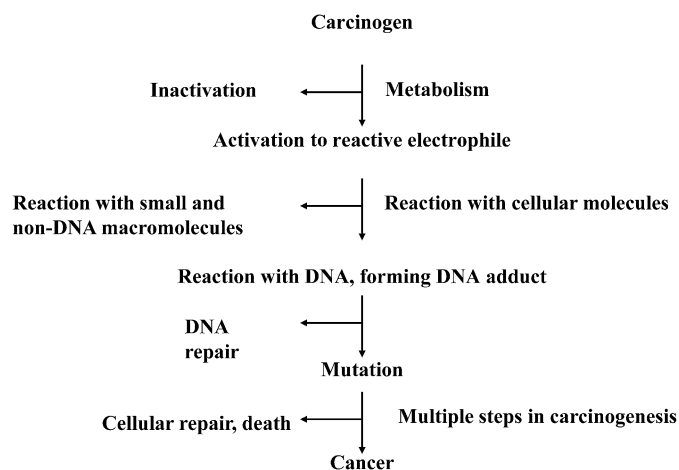 Carcinogen
Inactivation
Metabolism
Activation to reactive electrophile
Reaction with small and
non-DNA macromolecules
Reaction with cellular molecules
Reaction with DNA, forming DNA adduct
DNA
repair
Mutation
Cellular repair, death
Multiple steps in carcinogenesis
Cancer